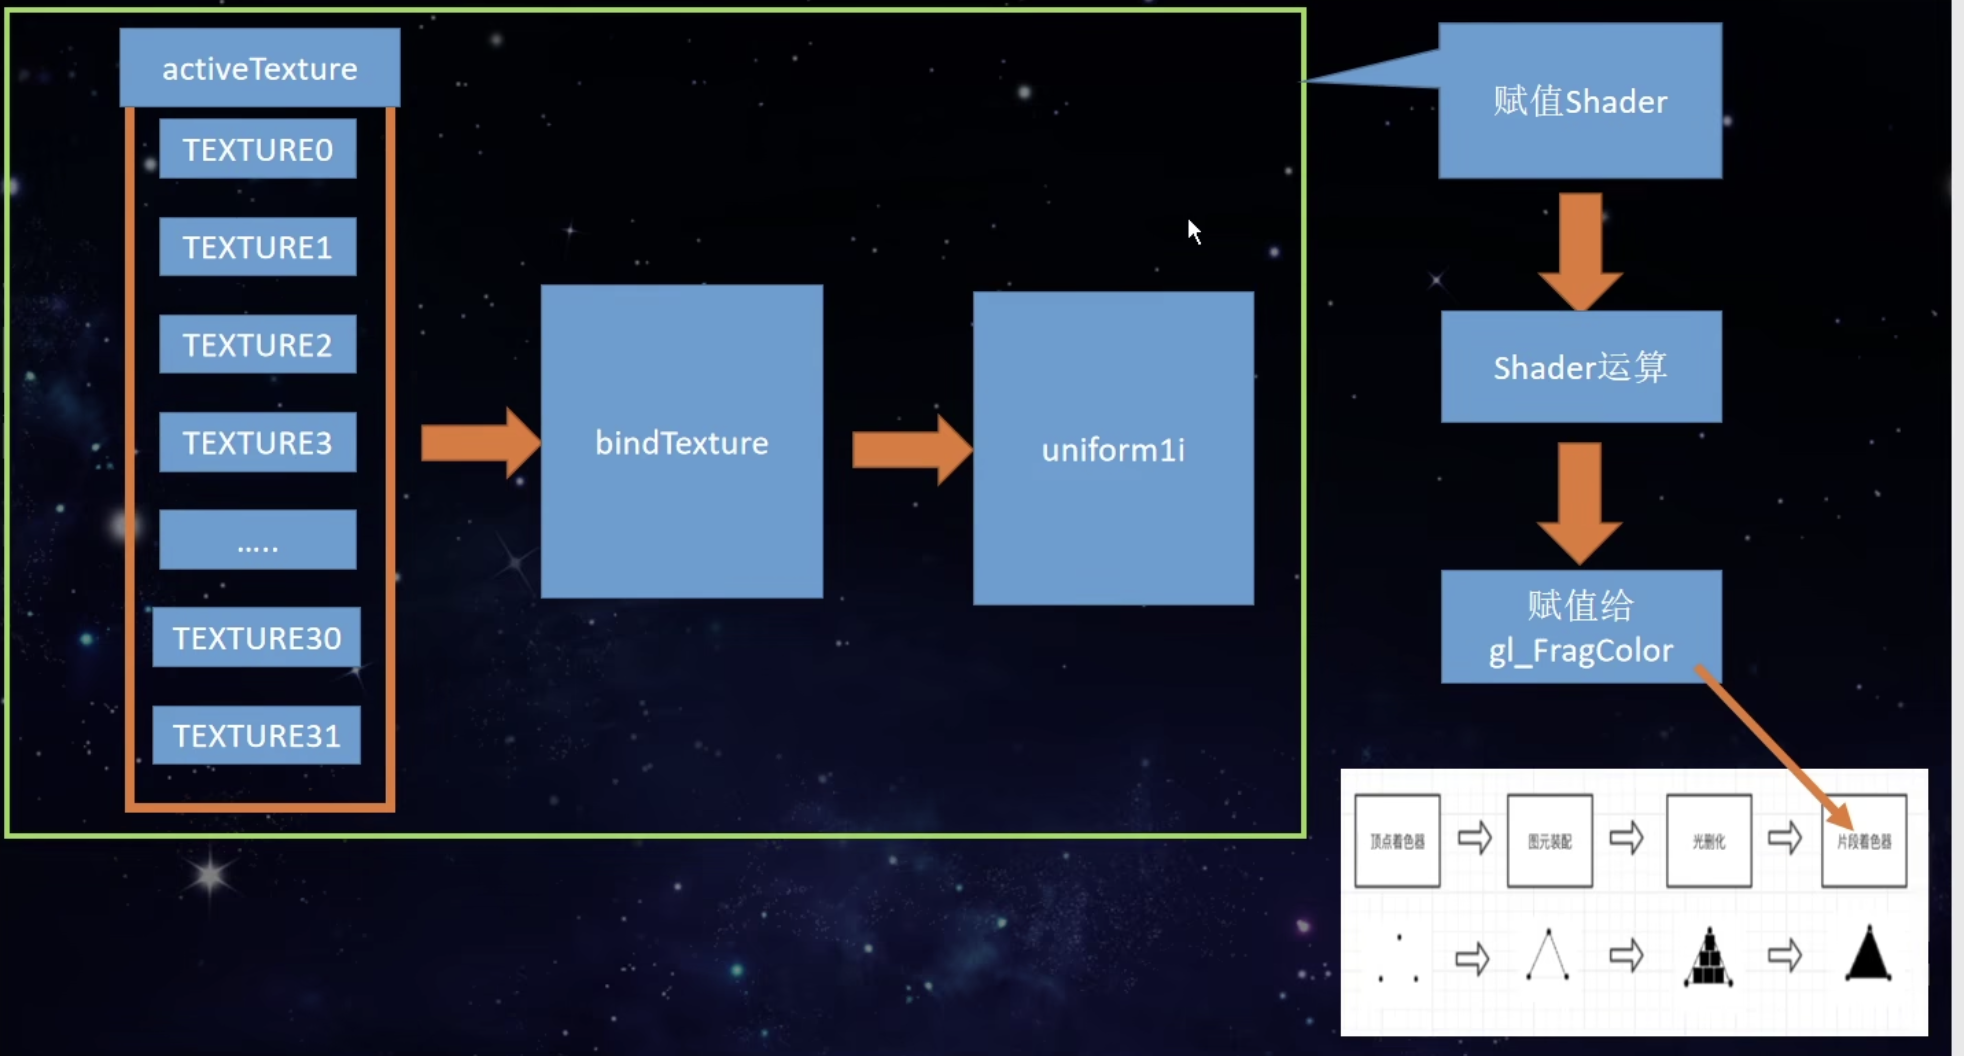 activeTexture
TEXTURE0
TEXTURE1
TEXTURE2
TEXTURE3
.....
TEXTURE30
TEXTURE31
bindTexture
uniform1i
赋值Shader
Shader运算
赋值给
gl_FragColor
顶点着色器
图元装配
光删化
片段着色器